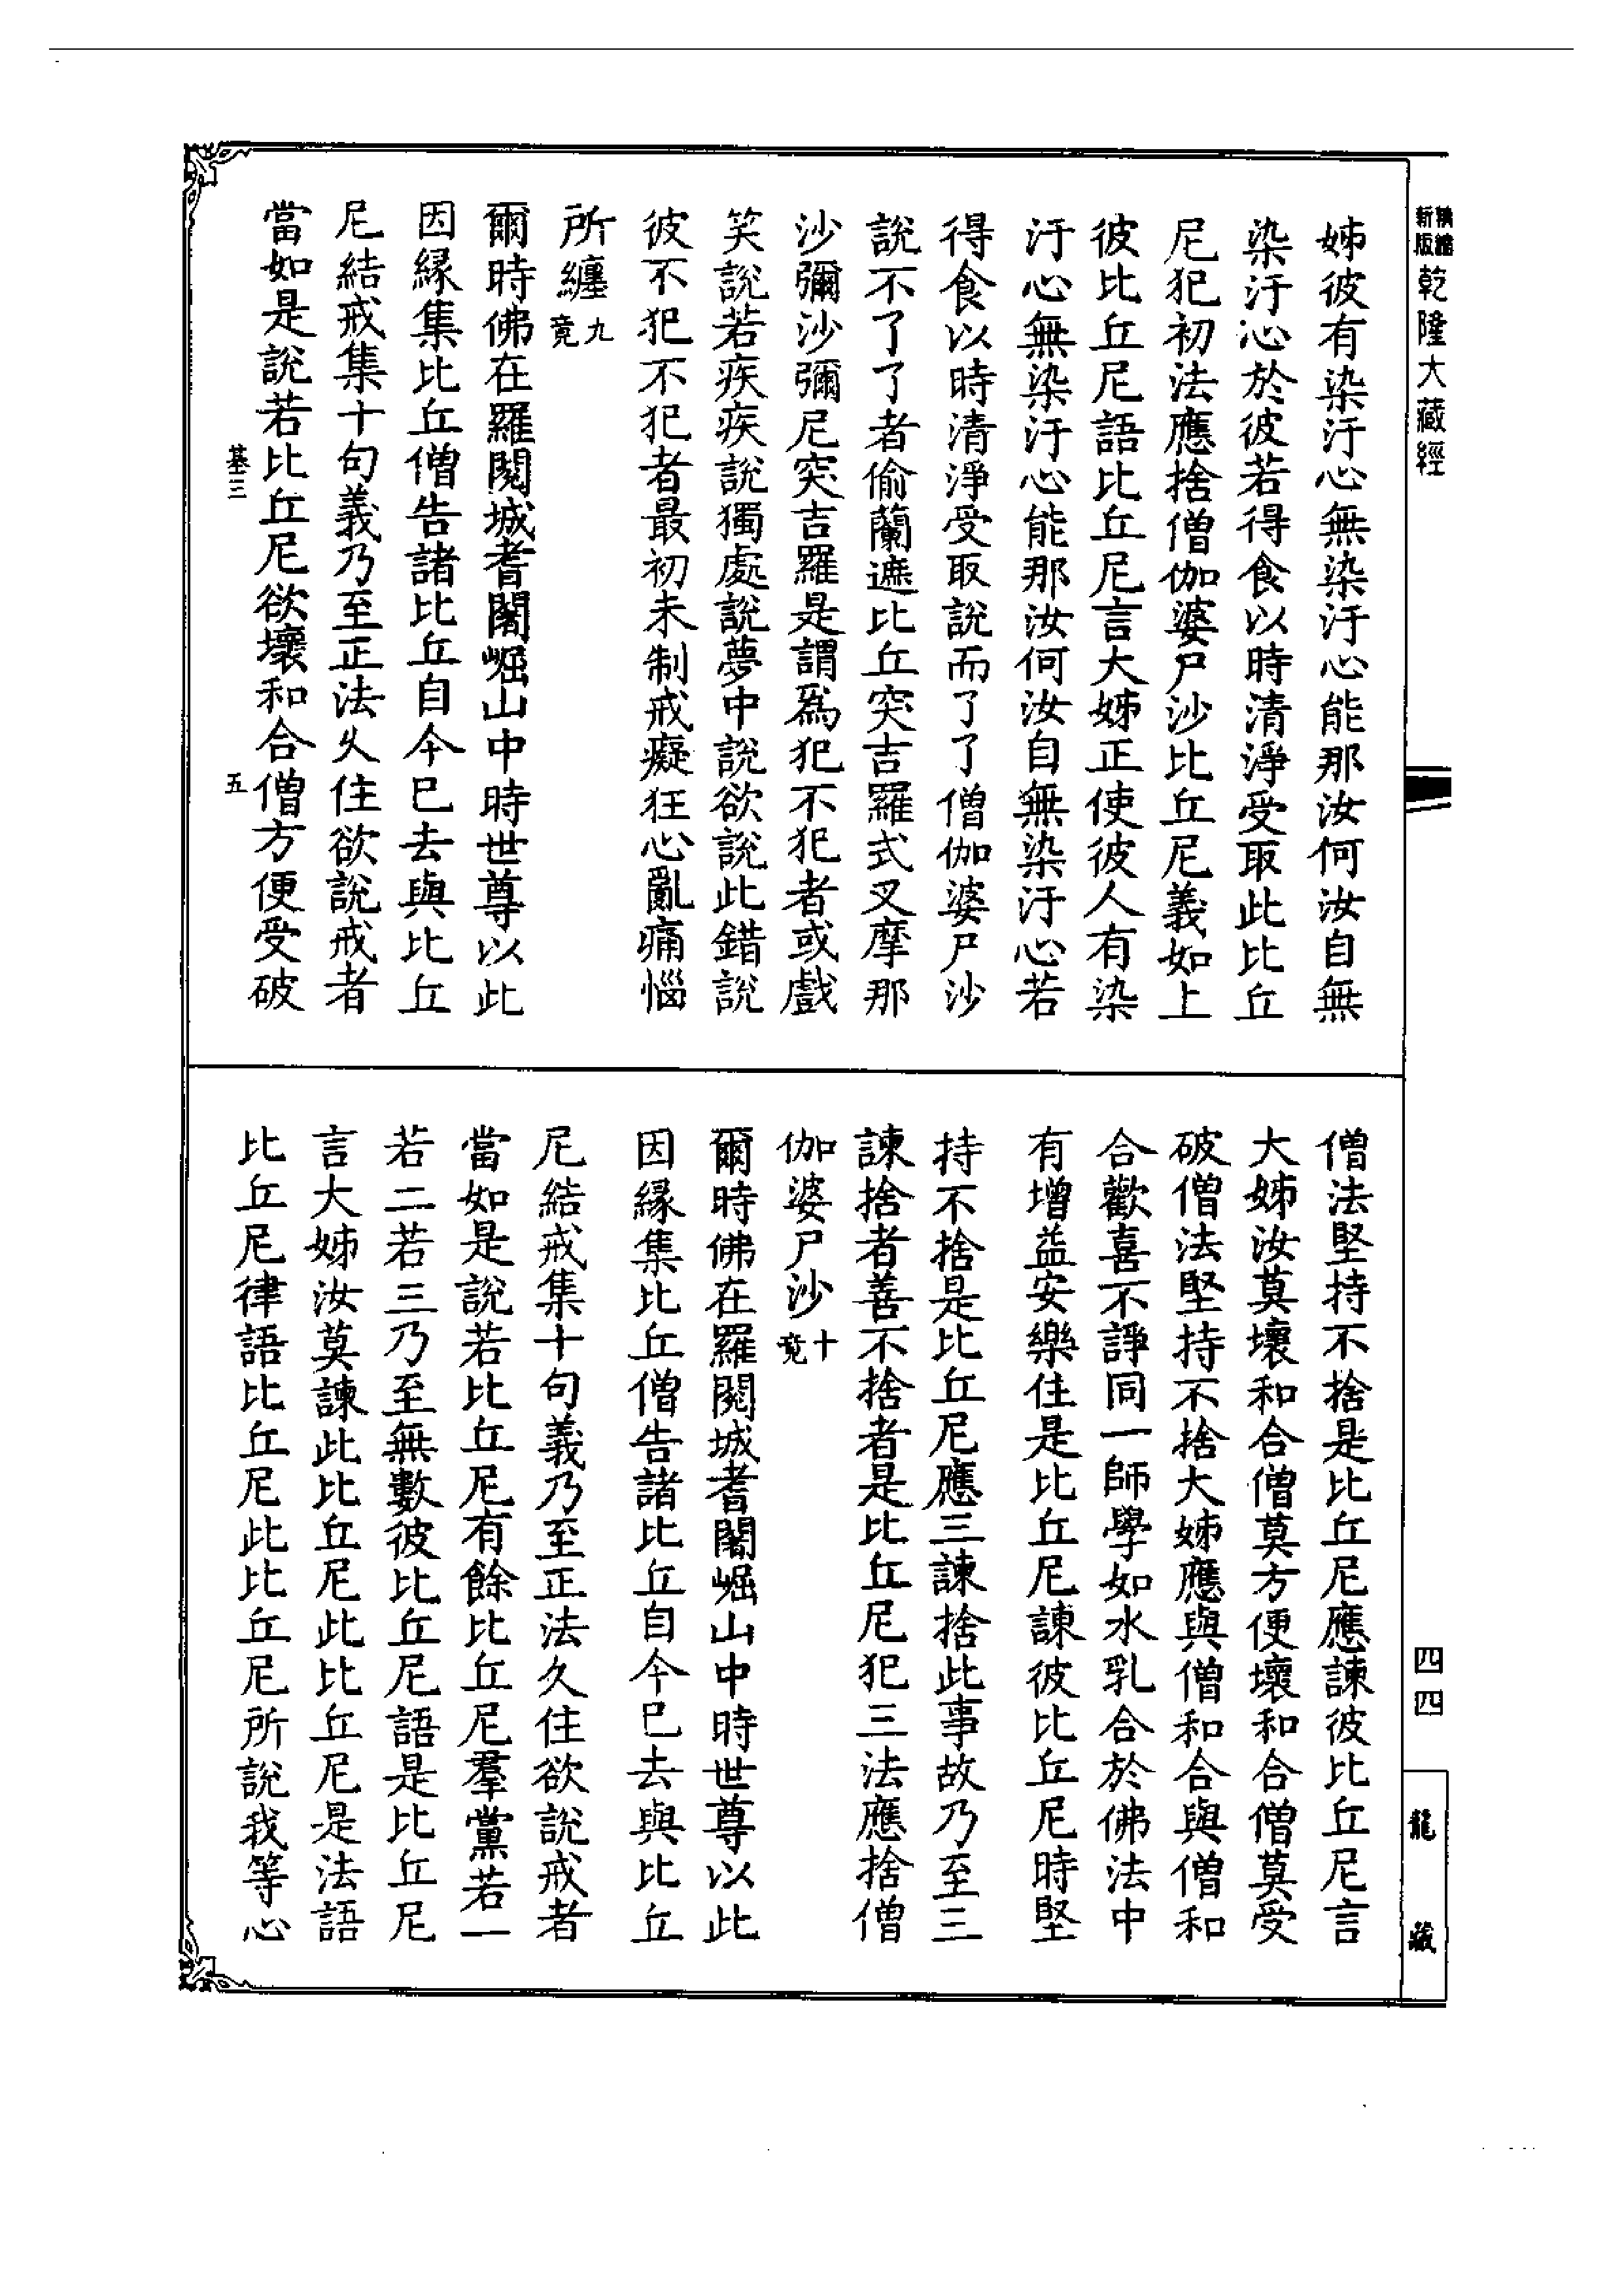 新版精縮乾隆大藏經
姊彼有染汙心無染汙心能那汝何汝自無
染汙心於彼若得食以時清淨受取此比丘
尼犯初法應捨僧伽婆尸沙比丘尼義如上
彼比丘尼語比丘尼言大姊正使彼人有染
汙心無染汙心能那汝何汝自無染汙心若
得食以時清淨受取說而了了僧伽婆尸沙
說不了了者偷蘭遮比丘突吉羅式叉摩那
沙彌沙彌尼突吉羅是謂爲犯不犯者或戲
笑說若疾疾說獨處說夢中說欲說此錯說
彼不犯不犯者最初未制戒癡狂心亂痛惱
所纏九竟
爾時佛在羅閱城耆闍崛山中時世尊以此
因緣集比丘僧告諸比丘自今已去與比丘
尼結戒集十句義乃至正法久住欲說戒者
當如是說若比丘尼欲壞和合僧方便受破
基三 五
僧法堅持不捨是比丘尼應諫彼比丘尼言
大姊汝莫壞和合僧莫方便壞和合僧莫受
破僧法堅持不捨大姊應與僧和合與僧和
合歡喜不諍同一師學如水乳合於佛法中
有增益安樂住是比丘尼諫彼比丘尼時堅
持不捨是比丘尼應三諫捨此事故乃至三
諫捨者善不捨者是比丘尼犯三法應捨僧
伽婆尸沙十竟
爾時佛在羅閱城耆闍崛山中時世尊以此
因緣集比丘僧告諸比丘自今已去與比丘
尼結戒集十句義乃至正法久住欲說戒者
當如是說若比丘尼有餘比丘尼羣黨若一
若二若三乃至無數彼比丘尼語是比丘尼
言大姊汝莫諫此比丘尼此比丘尼是法語
比丘尼律語比丘尼此比丘尼所說我等心
四四
龍藏